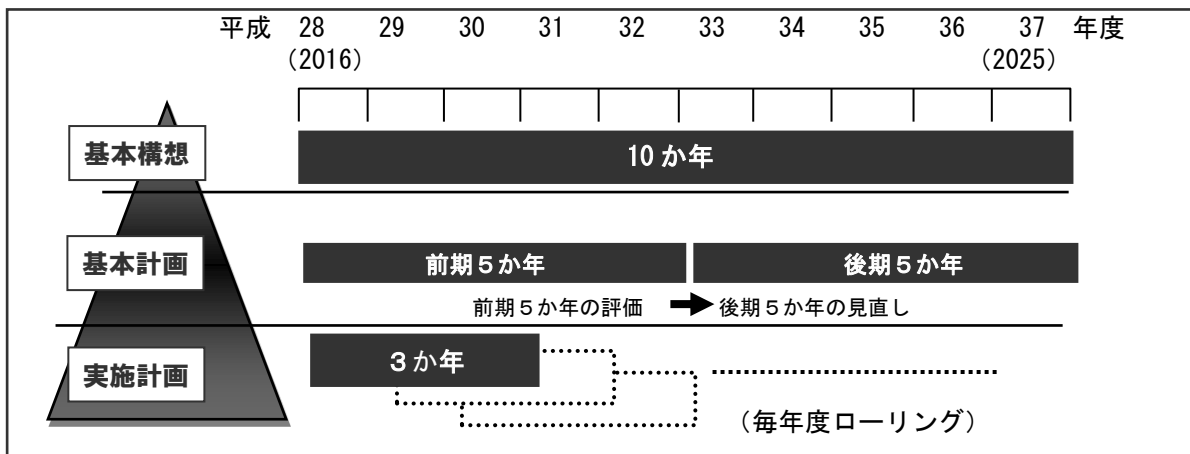 平成 28 29 30 31 32 33 34 35 36 37 年度
（2016） （2025）
基本構想 10か年
基本計画 前期５か年 後期５か年
前期５か年の評価 後期５か年の見直し
実施計画 ３か年
（毎年度ローリング）